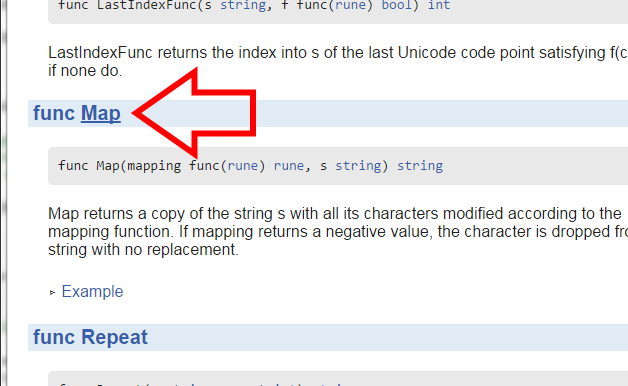 func LastIndexFunc(s string, f func(rune) bool) int
LastIndexFunc returns the index into s of the last Unicode code point satisfying f(c
if none do.
func Map
func Map(mapping func(rune) rune, s string) string
Map returns a copy of the string s with all its characters modified according to the
mapping function. If mapping returns a negative value, the character is dropped fro
string with no replacement.
▹ Example
func Repeat